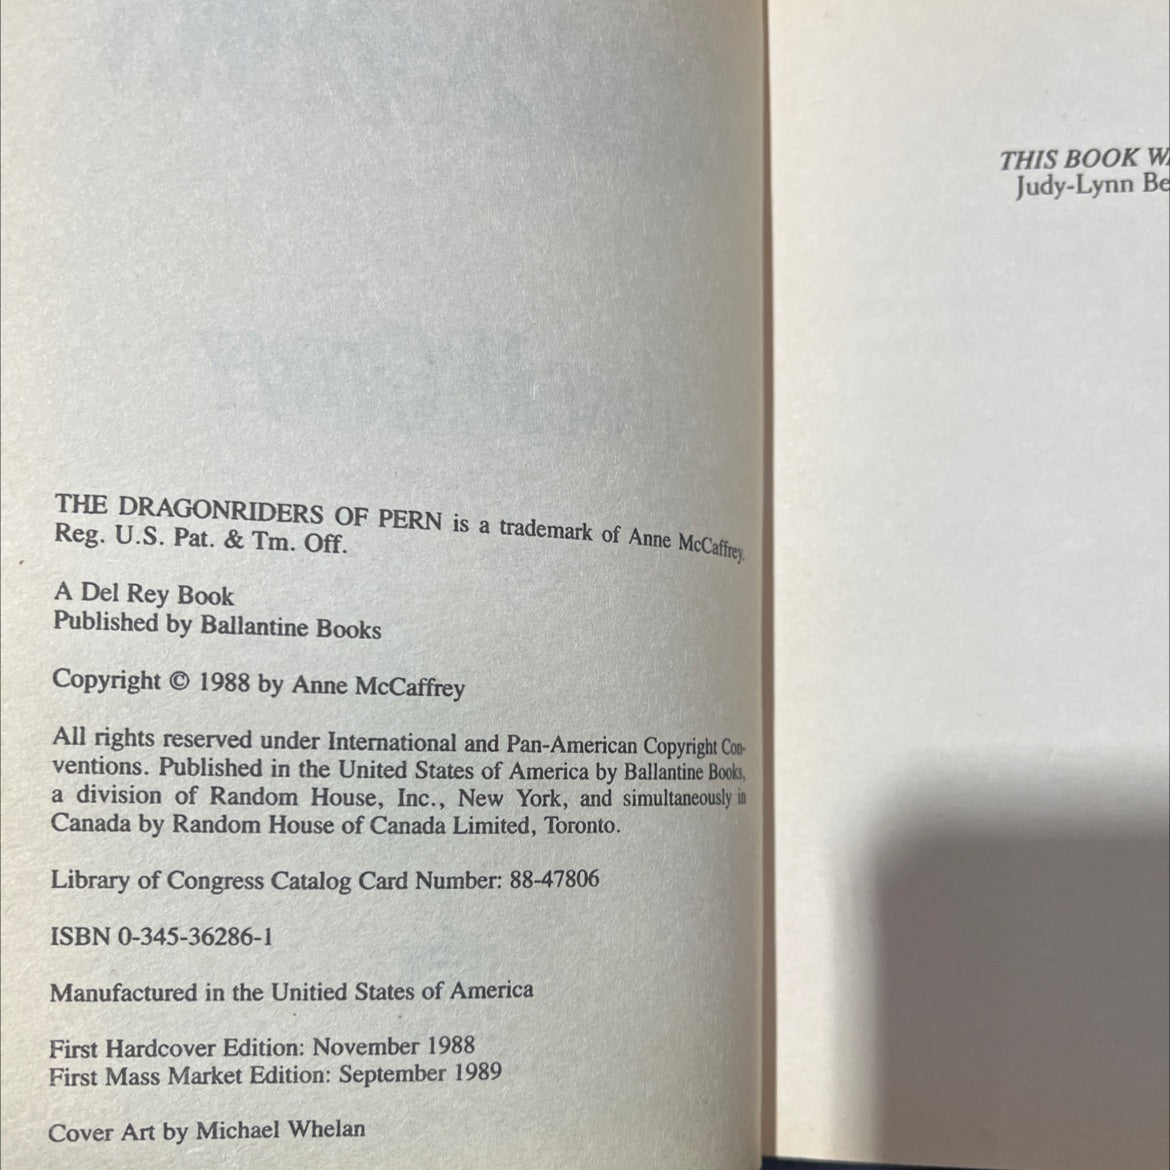 THE DRAGONRIDERS OF PERN is a trademark of Anne McCaffrey.
Reg. U.S. Pat. & Tm. Off.
A Del Rey Book
Published by Ballantine Books
Copyright © 1988 by Anne McCaffrey
All rights reserved under International and Pan-American Copyright Con-
ventions. Published in the United States of America by Ballantine Books,
a division of Random House, Inc., New York, and simultaneously in
Canada by Random House of Canada Limited, Toronto.
Library of Congress Catalog Card Number: 88-47806
ISBN 0-345-36286-1
Manufactured in the Unitied States of America
First Hardcover Edition: November 1988
First Mass Market Edition: September 1989
Cover Art by Michael Whelan
THIS BOOK WA
Judy-Lynn Be